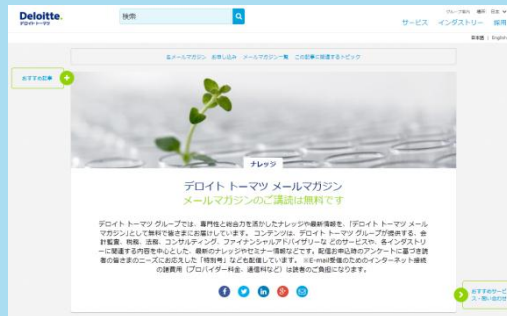 Deloitte.
デロイト トーマツ
検索
グループ案内 場所: 日本
サービス インダストリー 採用
日本語 | English
各メールマガジン お申し込み メールマガジン一覧 この記事に関連するトピック
おすすめ記事
ナレッジ
デロイト トーマツ メールマガジン
メールマガジンのご購読は無料です
デロイト トーマツ グループでは、専門性と総合力を活かしたナレッジや最新情報を、「デロイト トーマツ メール
マガジン」として無料で皆さまにお届けしています。 コンテンツは、デロイト トーマツ グループが提供する、会
計監査、税務、法務、コンサルティング、ファイナンシャルアドバイザリーな どのサービスや、各インダストリ
ーに関連する内容を中心とした、最新のナレッジやセミナー情報などです。配信お申込時のアンケートに基づき読
者の皆さまのニーズにお応えした「特別号」なども配信しています。 ※E-mail受信のためのインターネット接続
の諸費用（プロバイダー料金、通信料など）は読者のご負担になります。
おすすめサービ
ス・問い合わせ